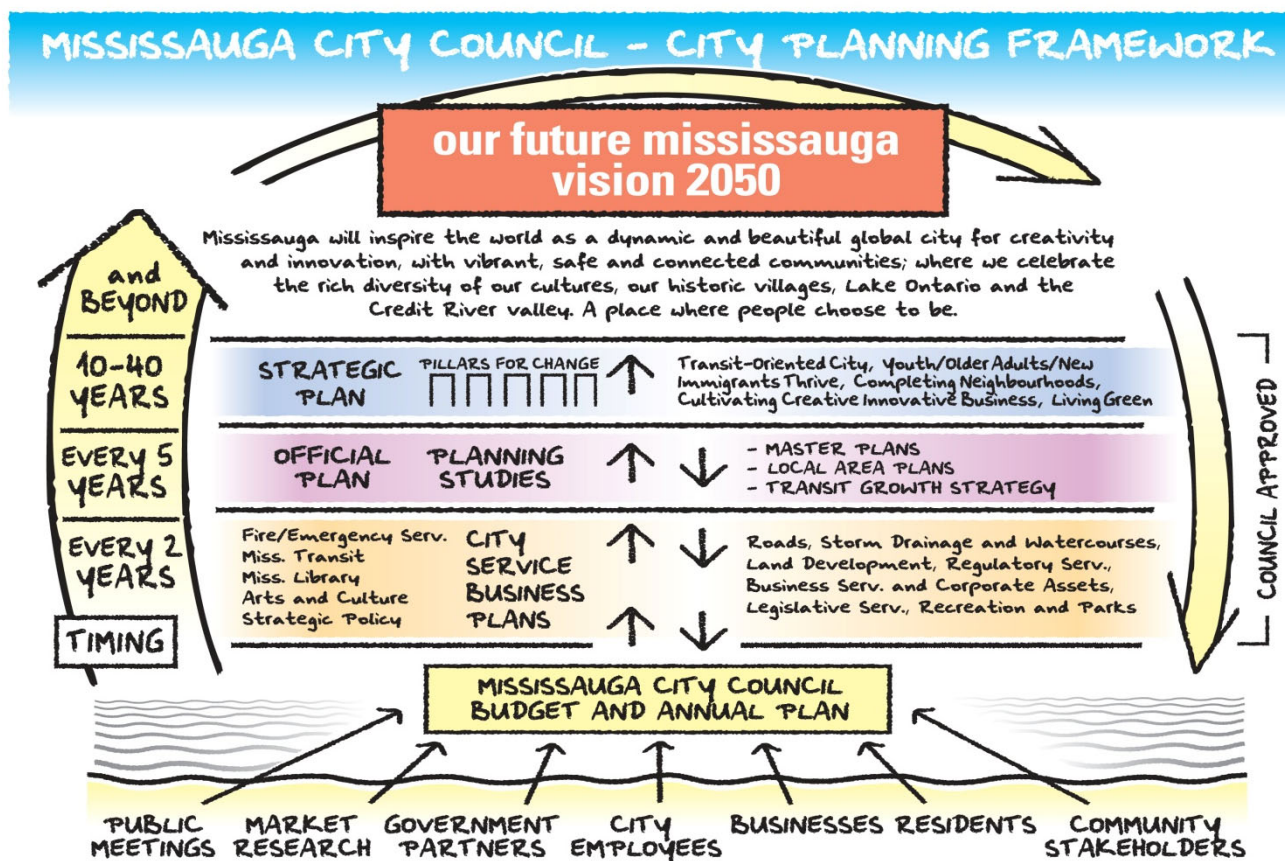 MISSISSAUGA CITY COUNCIL - CITY PLANNING FRAMEWORK
our future mississauga
vision 2050
Mississauga will inspire the world as a dynamic and beautiful global city for creativity
and innovation, with vibrant, safe and connected communities; where we celebrate
the rich diversity of our cultures, our historic villages, Lake Ontario and the
Credit River valley. A place where people choose to be.
and
BEYOND
10-40
YEARS
STRATEGIC
PLAN
PILLARS FOR CHANGE
Transit-Oriented City, Youth/Older Adults/New
Immigrants Thrive, Completing Neighbourhoods,
Cultivating Creative Innovative Business, Living Green
EVERY 5
YEARS
OFFICIAL
PLAN
PLANNING
STUDIES
- MASTER PLANS
- LOCAL AREA PLANS
- TRANSIT GROWTH STRATEGY
EVERY 2
YEARS
Fire/Emergency Serv.
Miss. Transit
Miss. Library
Arts and Culture
Strategic Policy
CITY
SERVICE
BUSINESS
PLANS
Roads, Storm Drainage and Watercourses,
Land Development, Regulatory Serv.,
Business Serv. and Corporate Assets,
Legislative Serv., Recreation and Parks
COUNCIL APPROVED
TIMING
MISSISSAUGA CITY COUNCIL
BUDGET AND ANNUAL PLAN
PUBLIC
MEETINGS
MARKET
RESEARCH
GOVERNMENT
PARTNERS
CITY
EMPLOYEES
BUSINESSES
RESIDENTS
COMMUNITY
STAKEHOLDERS